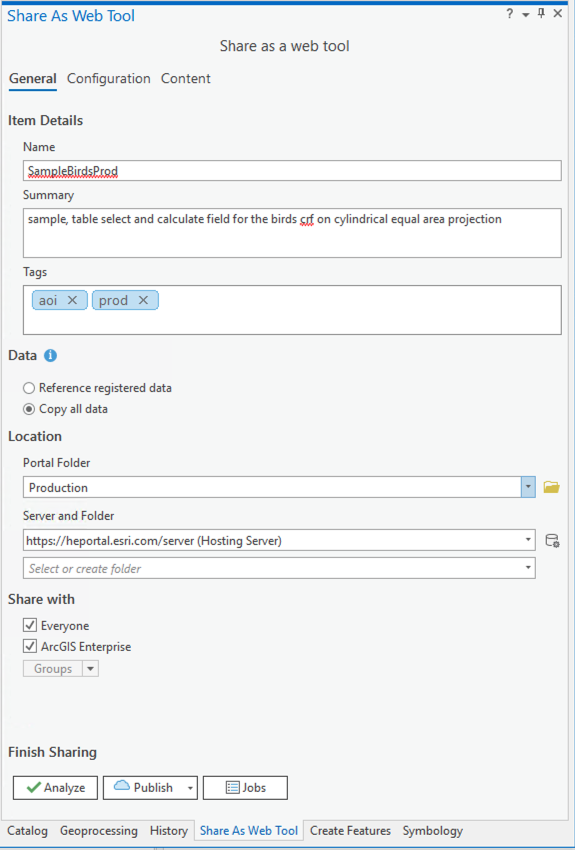 Share As Web Tool
?
Share as a web tool
General Configuration Content
Item Details
Name
SampleBirdsProd
Summary
sample, table select and calculate field for the birds crf on cylindrical equal area projection
Tags
aoi × prod ×
Data i
Reference registered data
Copy all data
Location
Portal Folder
Production
Server and Folder
https://heportal.esri.com/server (Hosting Server)
Select or create folder
Share with
Everyone
ArcGIS Enterprise
Groups
Finish Sharing
Analyze Publish Jobs
Catalog Geoprocessing History Share As Web Tool Create Features Symbology